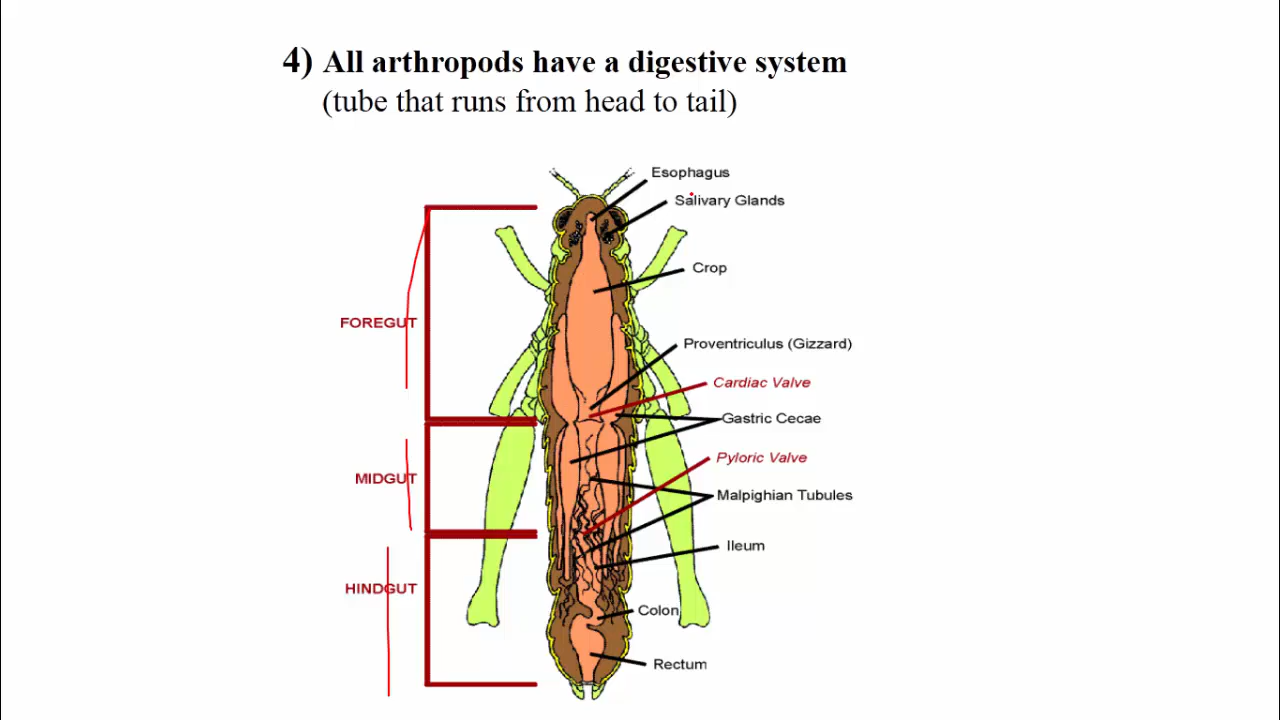 4) All arthropods have a digestive system
(tube that runs from head to tail)
Esophagus
Salivary Glands
Crop
FOREGUT
Proventriculus (Gizzard)
Cardiac Valve
Gastric Cecae
Pyloric Valve
MIDGUT
Malpighian Tubules
Ileum
HINDGUT
Colon
Rectum